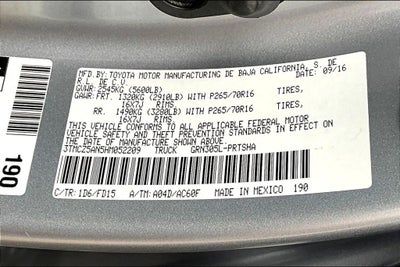 MFD.BY: TOYOTA MOTOR MANUFACTURING DE BAJA CALIFORNIA, S. DE
R.L. DE C.V. DATE: 09/16
GVWR: 2545KG (5600LB)
GAWR: FRT. 1320KG (2910LB) WITH P265/70R16 TIRES,
16X7J RIMS,
RR. 1490KG (3280LB) WITH P265/70R16 TIRES,
16X7J RIMS,
THIS VEHICLE CONFORMS TO ALL APPLICABLE FEDERAL MOTOR
VEHICLE SAFETY AND THEFT PREVENTION STANDARDS IN EFFECT ON
THE DATE OF MANUFACTURE SHOWN ABOVE.
3TMCZ5AN5HM052209 TRUCK GRN305L-PRTSHA
C/TR: 1D6/FD15 A/TM: A04D/AC60F MADE IN MEXICO 190
190